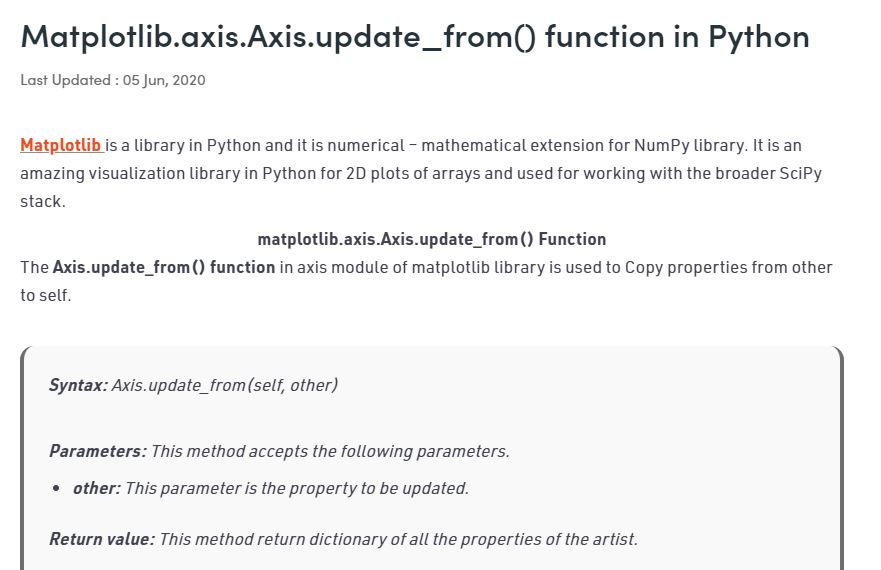 Matplotlib.axis.Axis.update_from() function in Python
Last Updated : 05 Jun, 2020
Matplotlib is a library in Python and it is numerical – mathematical extension for NumPy library. It is an
amazing visualization library in Python for 2D plots of arrays and used for working with the broader SciPy
stack.
matplotlib.axis.Axis.update_from() Function
The Axis.update_from() function in axis module of matplotlib library is used to Copy properties from other
to self.
Syntax: Axis.update_from(self, other)
Parameters: This method accepts the following parameters.
• other: This parameter is the property to be updated.
Return value: This method return dictionary of all the properties of the artist.